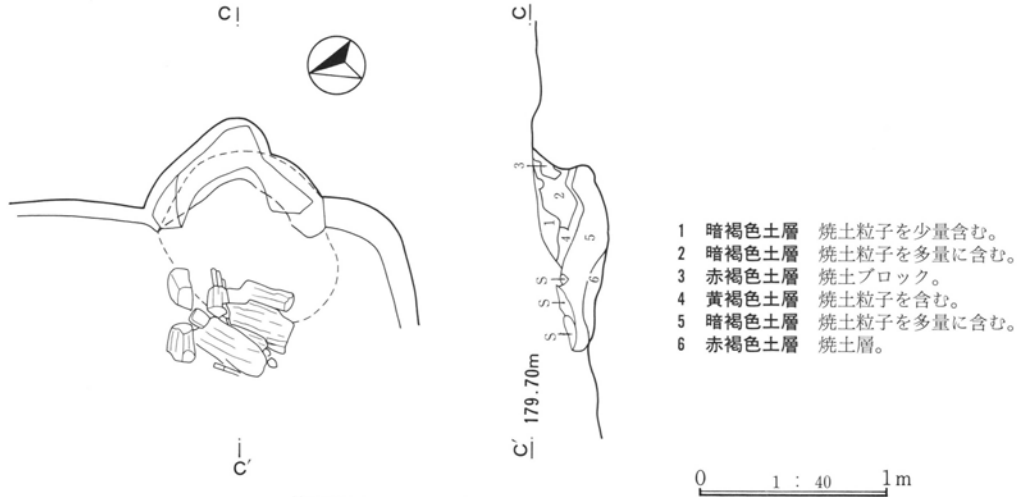 C
C'
C
3
2
1
4
5
6
S
S
S
C' 179.70m
1 暗褐色土層 焼土粒子を少量含む。
2 暗褐色土層 焼土粒子を多量に含む。
3 赤褐色土層 焼土ブロック。
4 黄褐色土層 焼土粒子を含む。
5 暗褐色土層 焼土粒子を多量に含む。
6 赤褐色土層 焼土層。
0 1 : 40 1m